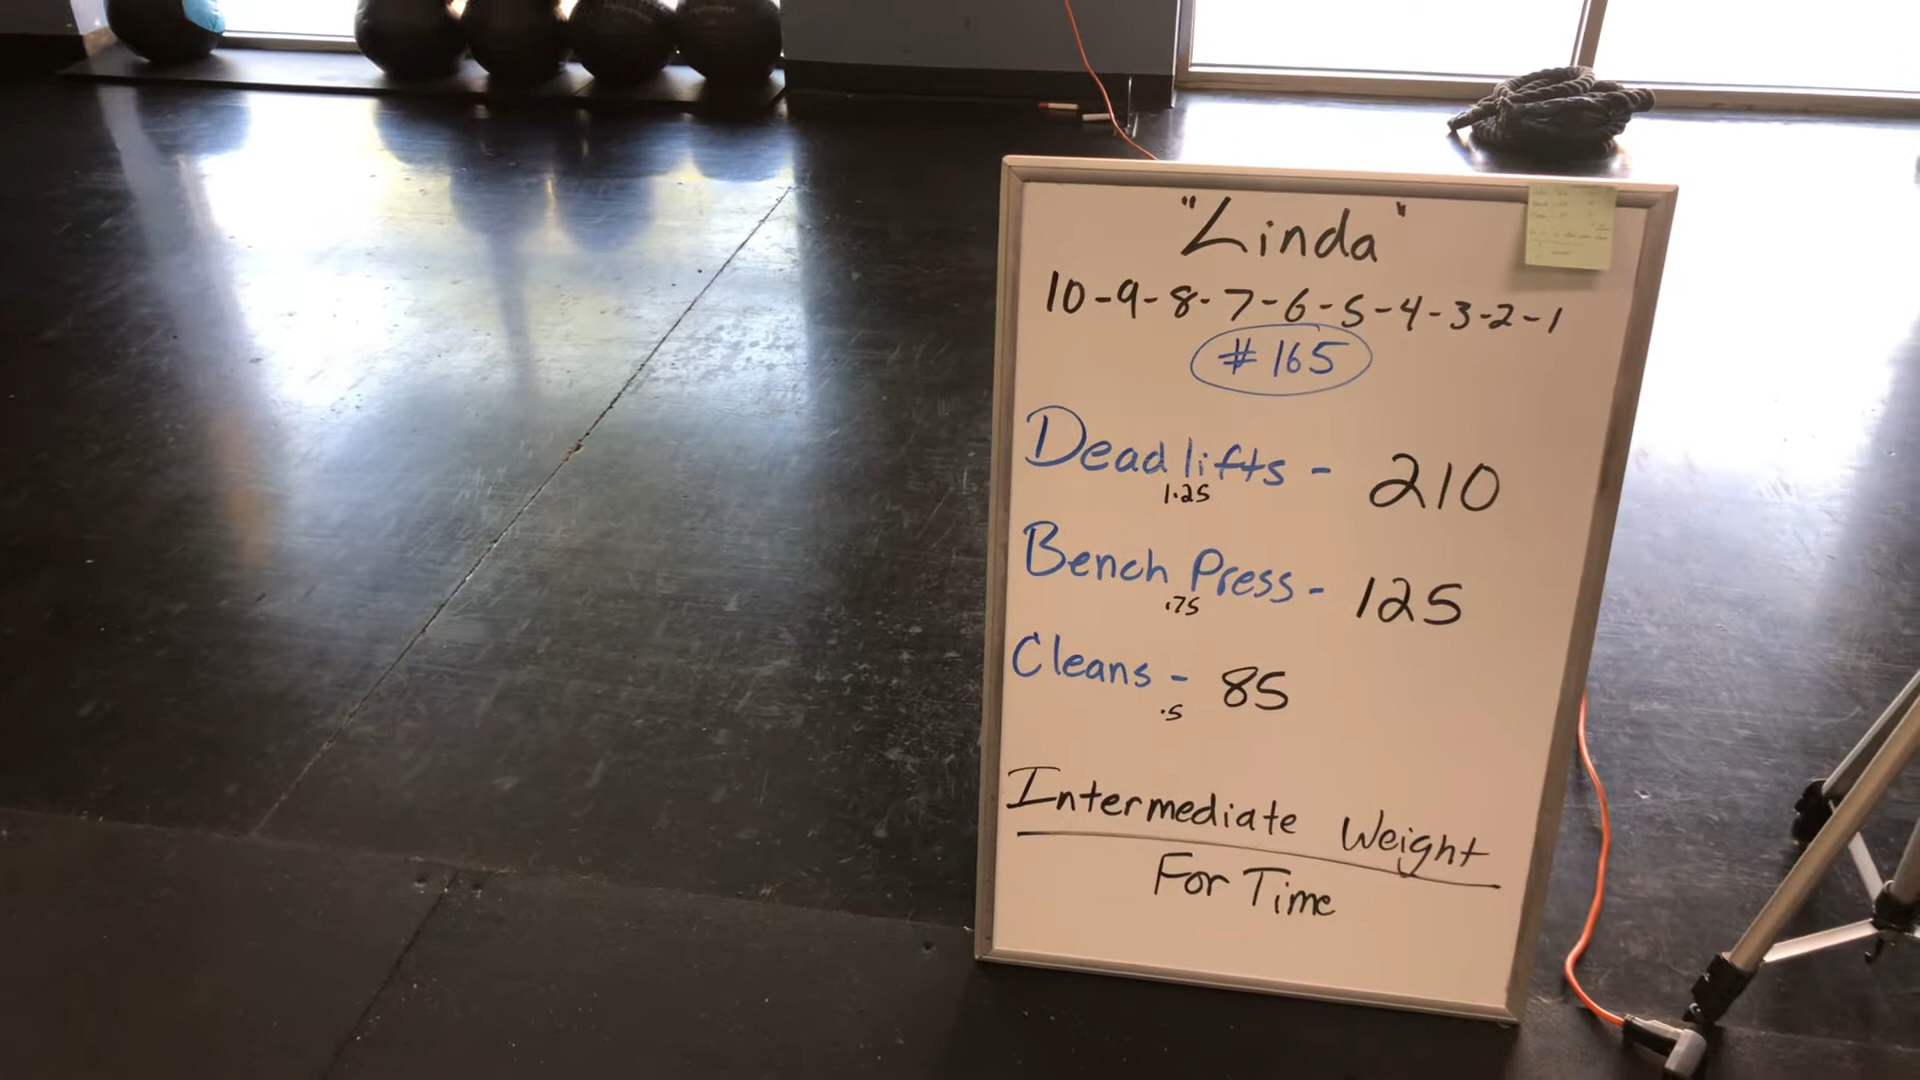 "Linda"
10-9-8-7-6-5-4-3-2-1
# 165
Deadlifts - 210
1.25
Bench Press - 125
.75
Cleans - 85
.5
Intermediate Weight
For Time